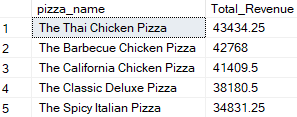 pizza_name Total_Revenue
1 The Thai Chicken Pizza 43434.25
2 The Barbecue Chicken Pizza 42768
3 The California Chicken Pizza 41409.5
4 The Classic Deluxe Pizza 38180.5
5 The Spicy Italian Pizza 34831.25